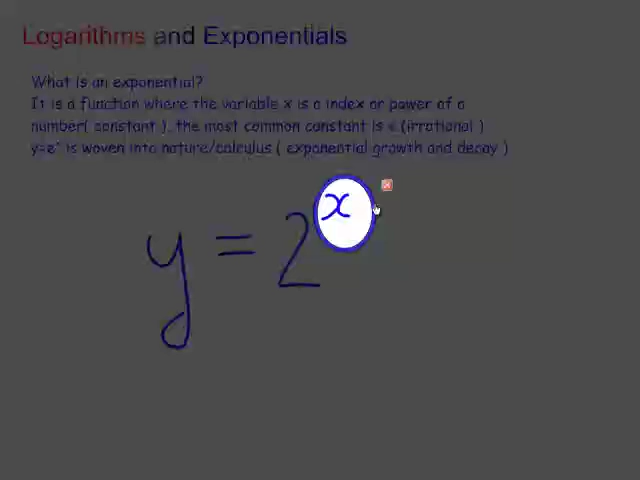 Logarithms and Exponentials
What is an exponential?
It is a function where the variable x is a index or power of a
number( constant ), the most common constant is e (irrational )
y=eˣ is woven into nature/calculus ( exponential growth and decay )
y = 2ˣ